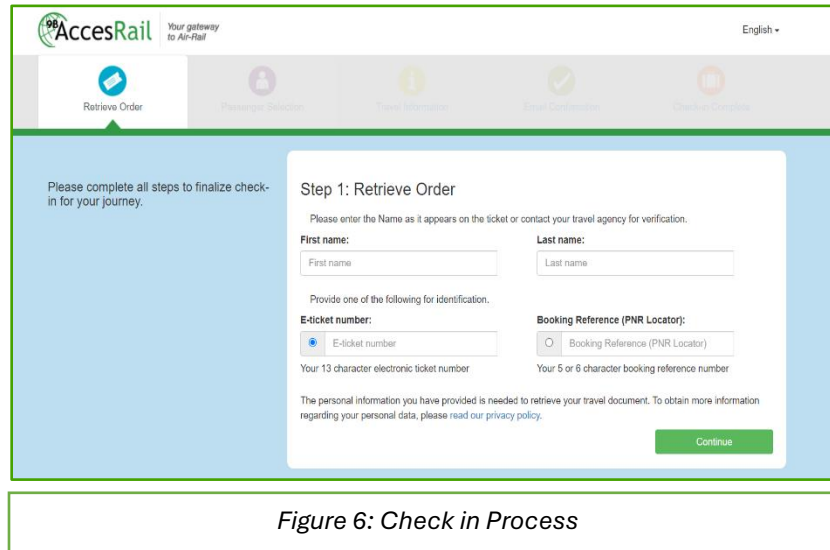 9B AccesRail Your gateway
to Air-Rail
English
Retrieve Order
Passenger Selection
Travel Information
Email Confirmation
Check-in Complete
Please complete all steps to finalize check-
in for your journey.
Step 1: Retrieve Order
Please enter the Name as it appears on the ticket or contact your travel agency for verification.
First name: Last name:
First name Last name
Provide one of the following for identification.
E-ticket number: Booking Reference (PNR Locator):
E-ticket number Booking Reference (PNR Locator)
Your 13 character electronic ticket number Your 5 or 6 character booking reference number
The personal information you have provided is needed to retrieve your travel document. To obtain more information
regarding your personal data, please read our privacy policy.
Continue
Figure 6: Check in Process